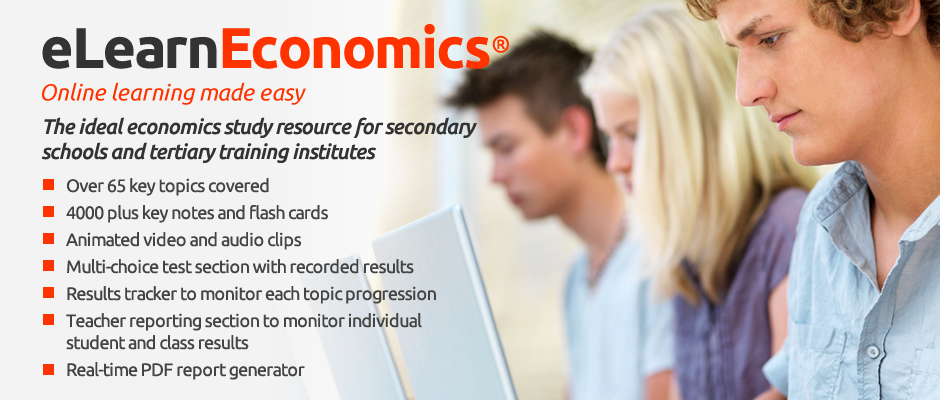 eLearnEconomics®
Online learning made easy
The ideal economics study resource for secondary
schools and tertiary training institutes
Over 65 key topics covered
4000 plus key notes and flash cards
Animated video and audio clips
Multi-choice test section with recorded results
Results tracker to monitor each topic progression
Teacher reporting section to monitor individual
student and class results
Real-time PDF report generator